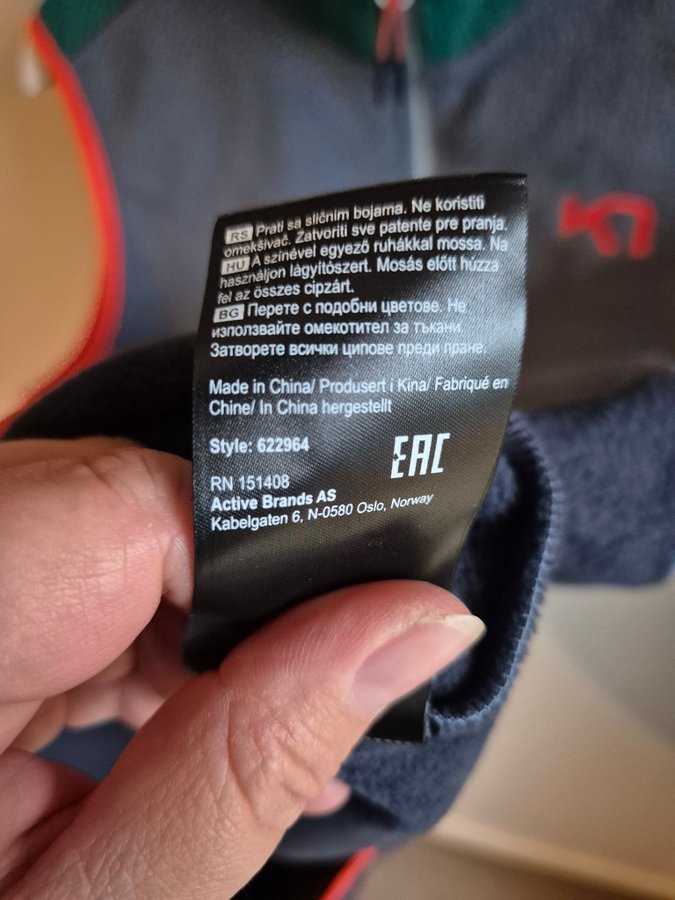 RS Prati sa sličnim bojama. Ne koristiti
omekšivač. Zatvoriti sve patente pre pranja.
HU A színével egyező ruhákkal mossa. Na
használjon lágyítószert. Mosás előtt húzza
fel az összes cipzárt.
BG Перете с подобни цветове. Не
използвайте омекотител за тъкани.
Затворете всички ципове преди пране.
Made in China/ Produsert i Kina/ Fabriqué en
Chine/ In China hergestellt
Style: 622964
EAC
RN 151408
Active Brands AS
Kabelgaten 6, N-0580 Oslo, Norway